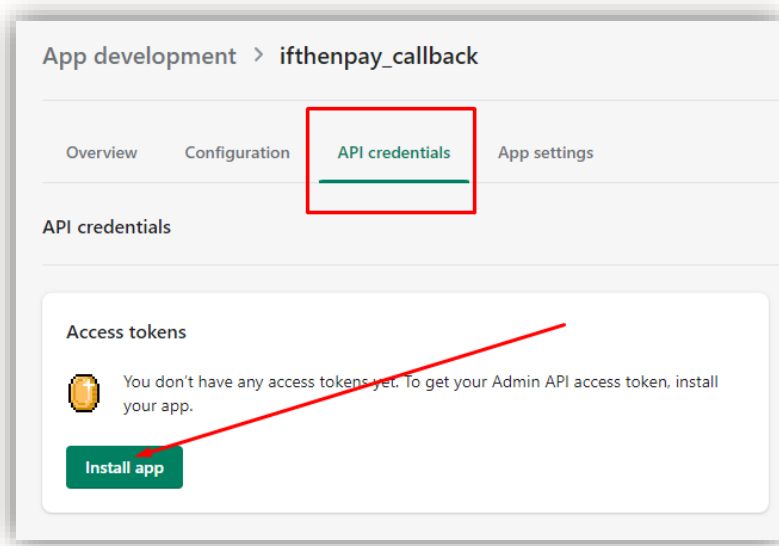 App development > ifthenpay_callback
Overview Configuration API credentials App settings
API credentials
Access tokens
You don't have any access tokens yet. To get your Admin API access token, install
your app.
Install app